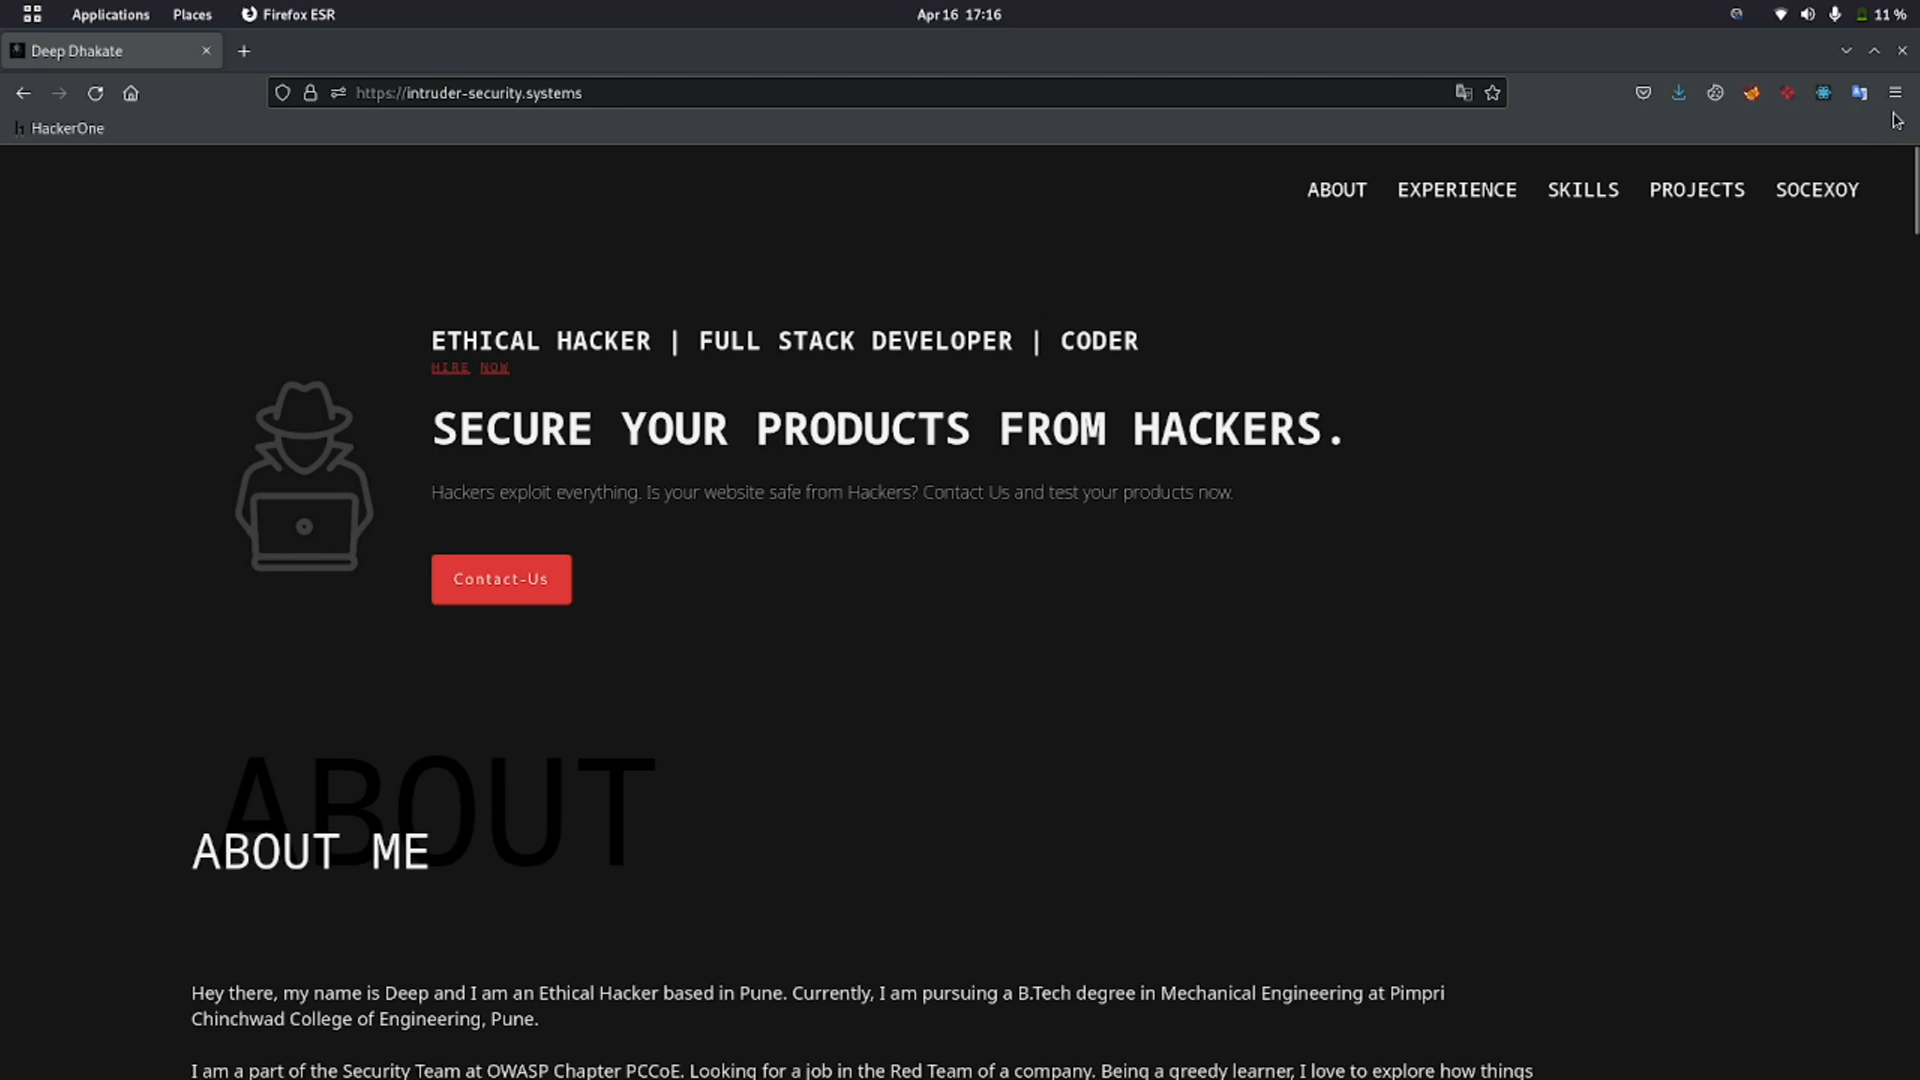 Applications Places Firefox ESR Apr 16 17:16 11 %
Deep Dhakate
https://intruder-security.systems
HackerOne
ABOUT EXPERIENCE SKILLS PROJECTS SOCEXOY
ETHICAL HACKER | FULL STACK DEVELOPER | CODER
HIRE NOW
SECURE YOUR PRODUCTS FROM HACKERS.
Hackers exploit everything. Is your website safe from Hackers? Contact Us and test your products now.
Contact-Us
ABOUT
ABOUT ME
Hey there, my name is Deep and I am an Ethical Hacker based in Pune. Currently, I am pursuing a B.Tech degree in Mechanical Engineering at Pimpri
Chinchwad College of Engineering, Pune.
I am a part of the Security Team at OWASP Chapter PCCoE. Looking for a job in the Red Team of a company. Being a greedy learner, I love to explore how things